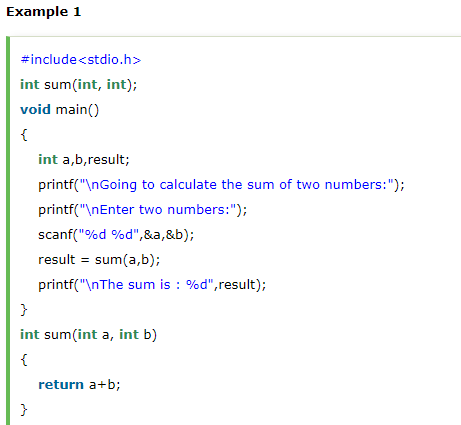 Example 1
#include<stdio.h>
int sum(int, int);
void main()
{
int a,b,result;
printf("\nGoing to calculate the sum of two numbers:");
printf("\nEnter two numbers:");
scanf("%d %d",&a,&b);
result = sum(a,b);
printf("\nThe sum is : %d",result);
}
int sum(int a, int b)
{
return a+b;
}